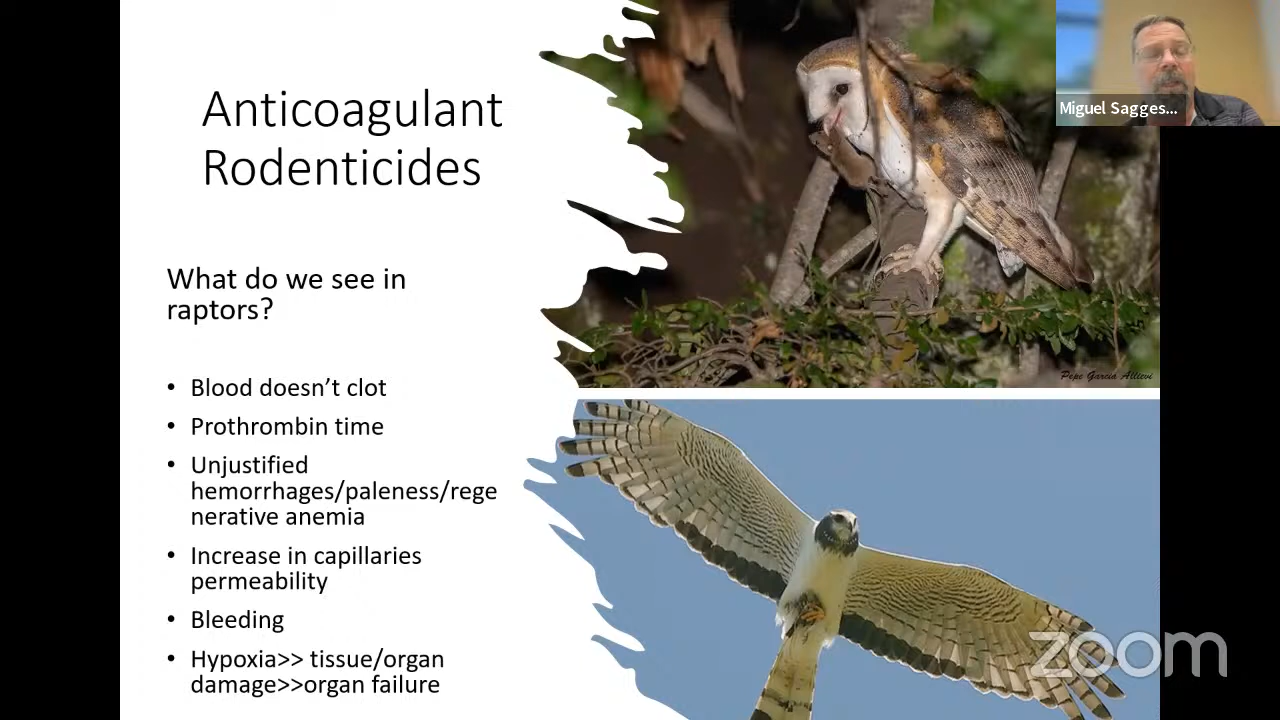 Anticoagulant
Rodenticides
What do we see in
raptors?
• Blood doesn’t clot
• Prothrombin time
• Unjustified
hemorrhages/paleness/rege
nerative anemia
• Increase in capillaries
permeability
• Bleeding
• Hypoxia>> tissue/organ
damage>>organ failure
Miguel Sagges...
Pepe Garcia Allievi
zoom